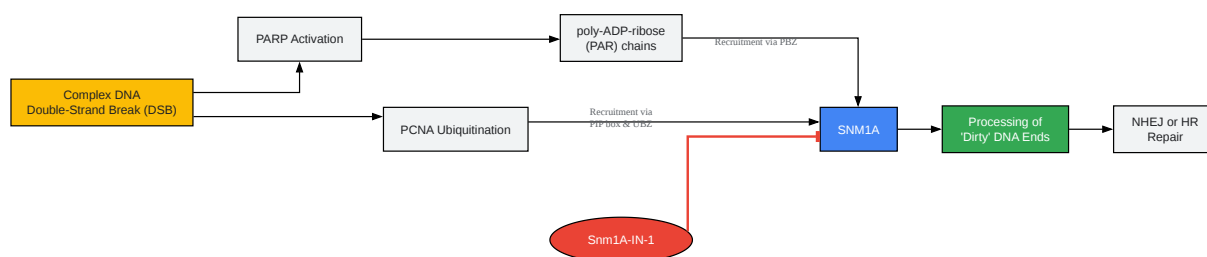 PARP Activation
poly-ADP-ribose
(PAR) chains
Recruitment via PBZ
Complex DNA
Double-Strand Break (DSB)
PCNA Ubiquitination
Recruitment via
PIP box & UBZ
SNM1A
Processing of
'Dirty' DNA Ends
NHEJ or HR
Repair
Snm1A-IN-1